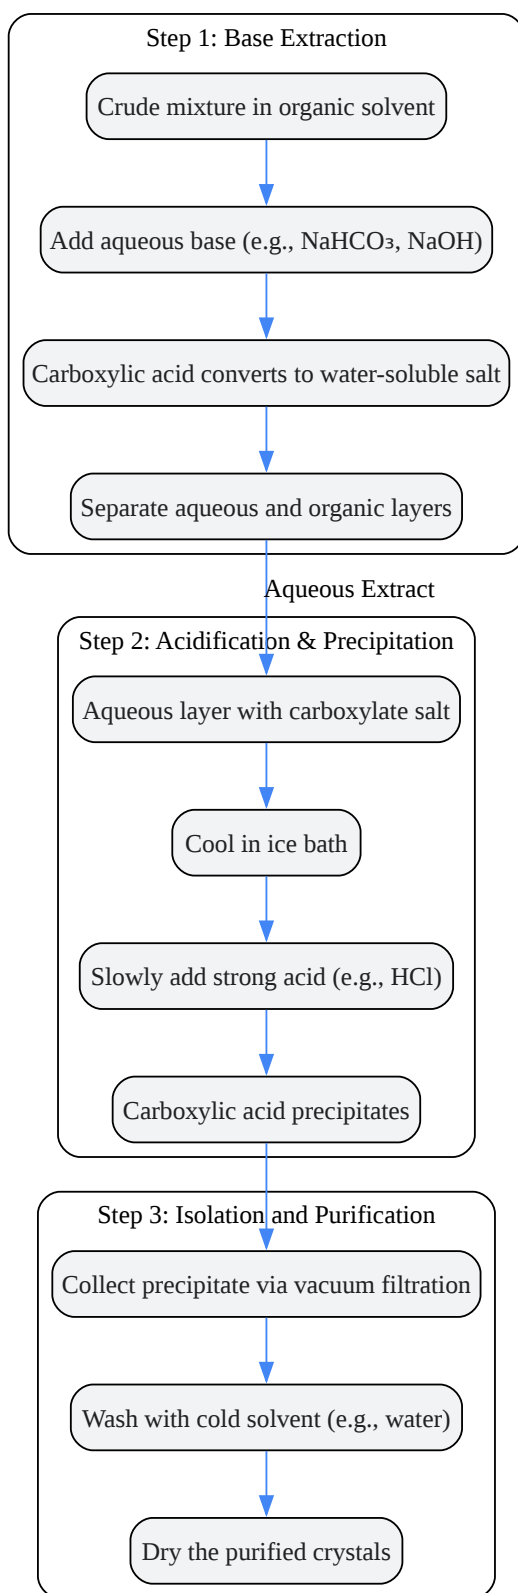 Step 1: Base Extraction
Crude mixture in organic solvent
Add aqueous base (e.g., NaHCO₃, NaOH)
Carboxylic acid converts to water-soluble salt
Separate aqueous and organic layers
Aqueous Extract
Step 2: Acidification & Precipitation
Aqueous layer with carboxylate salt
Cool in ice bath
Slowly add strong acid (e.g., HCl)
Carboxylic acid precipitates
Step 3: Isolation and Purification
Collect precipitate via vacuum filtration
Wash with cold solvent (e.g., water)
Dry the purified crystals